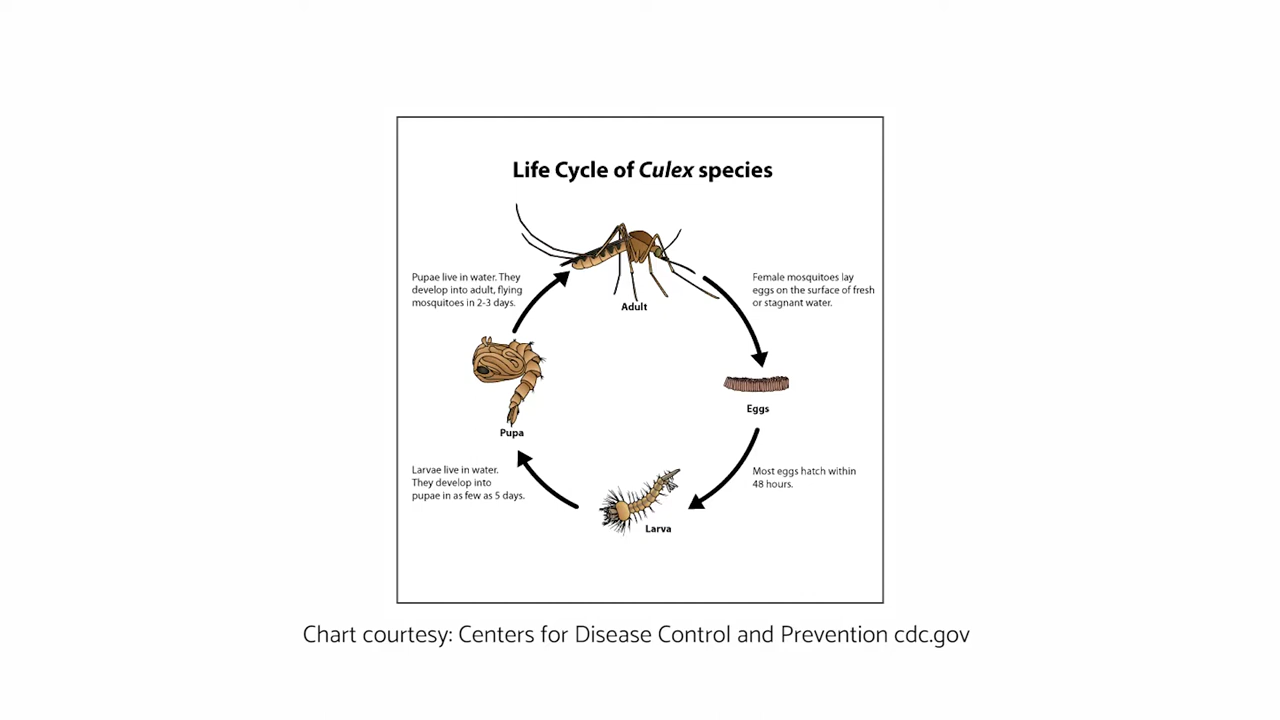 Life Cycle of Culex species
Pupae live in water. They
develop into adult, flying
mosquitoes in 2-3 days.
Female mosquitoes lay
eggs on the surface of fresh
or stagnant water.
Adult
Eggs
Pupa
Larvae live in water.
They develop into
pupae in as few as 5 days.
Most eggs hatch within
48 hours.
Larva
Chart courtesy: Centers for Disease Control and Prevention cdc.gov